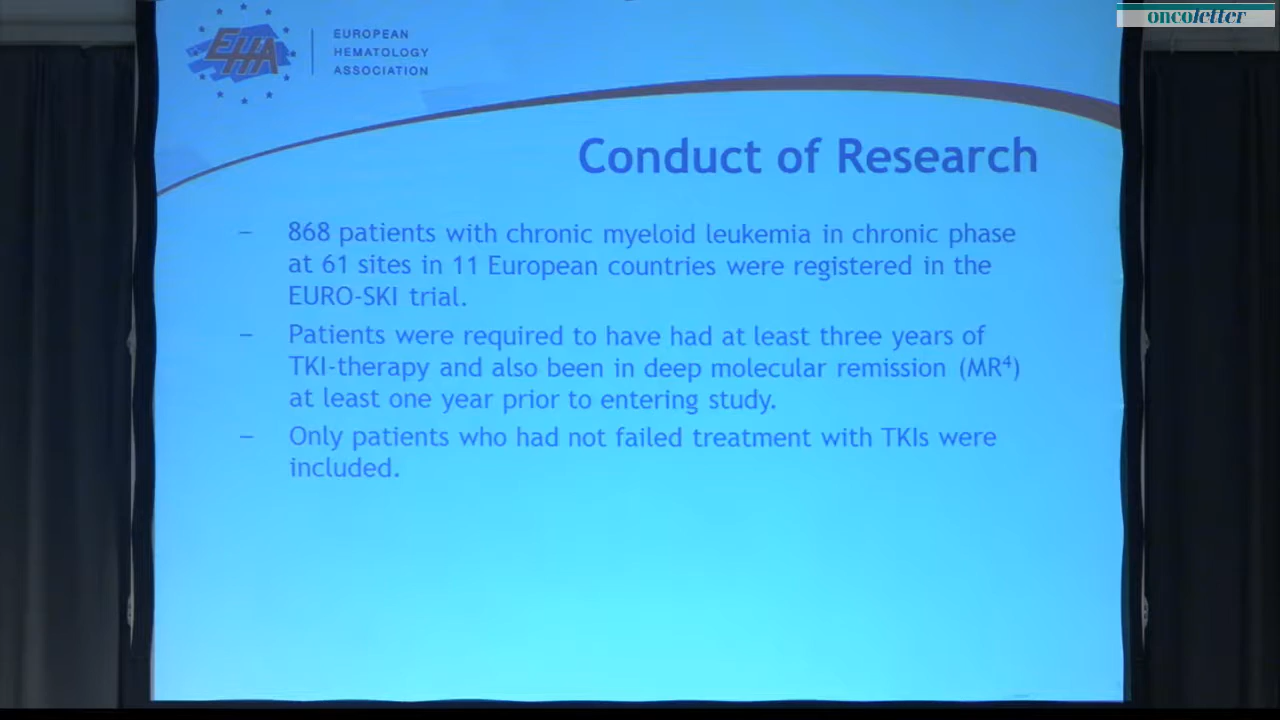 oncoletter
EHA
EUROPEAN
HEMATOLOGY
ASSOCIATION
Conduct of Research
– 868 patients with chronic myeloid leukemia in chronic phase
at 61 sites in 11 European countries were registered in the
EURO-SKI trial.
– Patients were required to have had at least three years of
TKI-therapy and also been in deep molecular remission (MR⁴)
at least one year prior to entering study.
– Only patients who had not failed treatment with TKIs were
included.